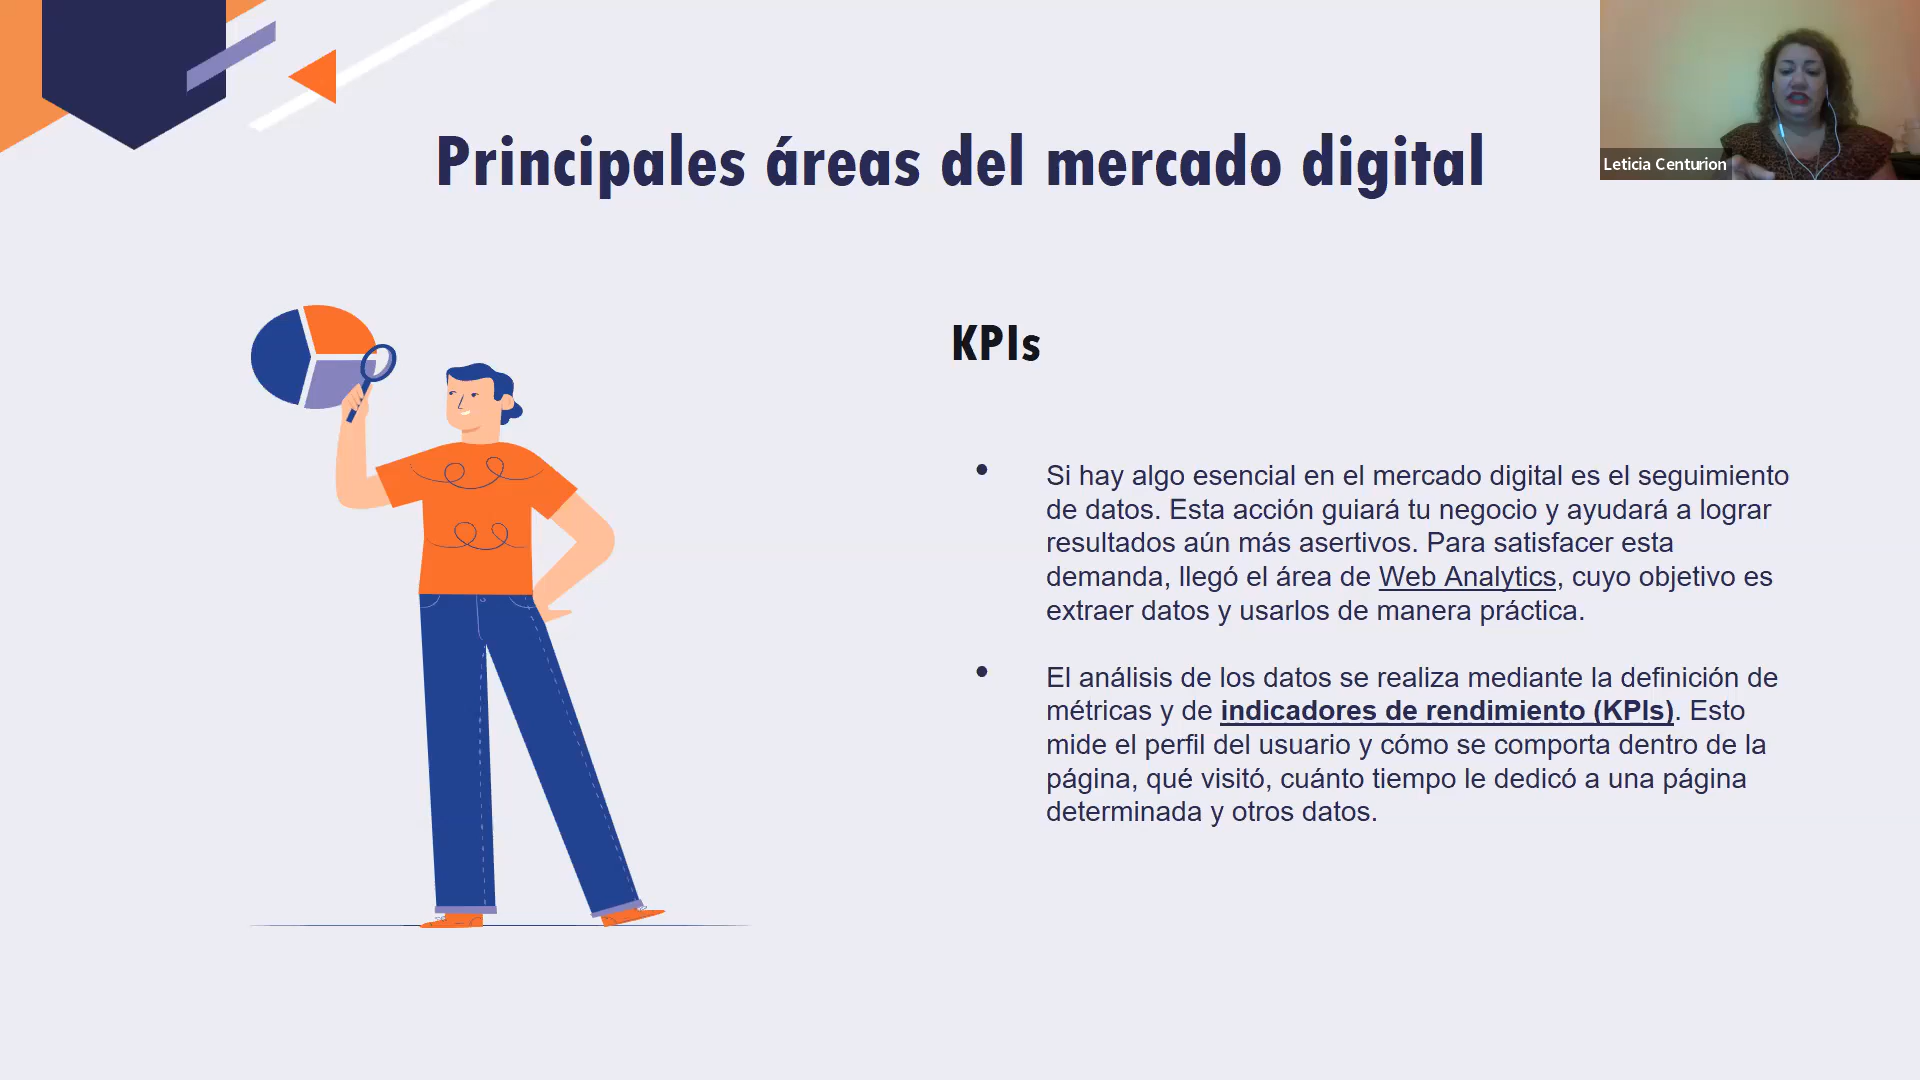 Principales áreas del mercado digital
Leticia Centurion
KPIs
• Si hay algo esencial en el mercado digital es el seguimiento
de datos. Esta acción guiará tu negocio y ayudará a lograr
resultados aún más asertivos. Para satisfacer esta
demanda, llegó el área de Web Analytics, cuyo objetivo es
extraer datos y usarlos de manera práctica.
• El análisis de los datos se realiza mediante la definición de
métricas y de indicadores de rendimiento (KPIs). Esto
mide el perfil del usuario y cómo se comporta dentro de la
página, qué visitó, cuánto tiempo le dedicó a una página
determinada y otros datos.